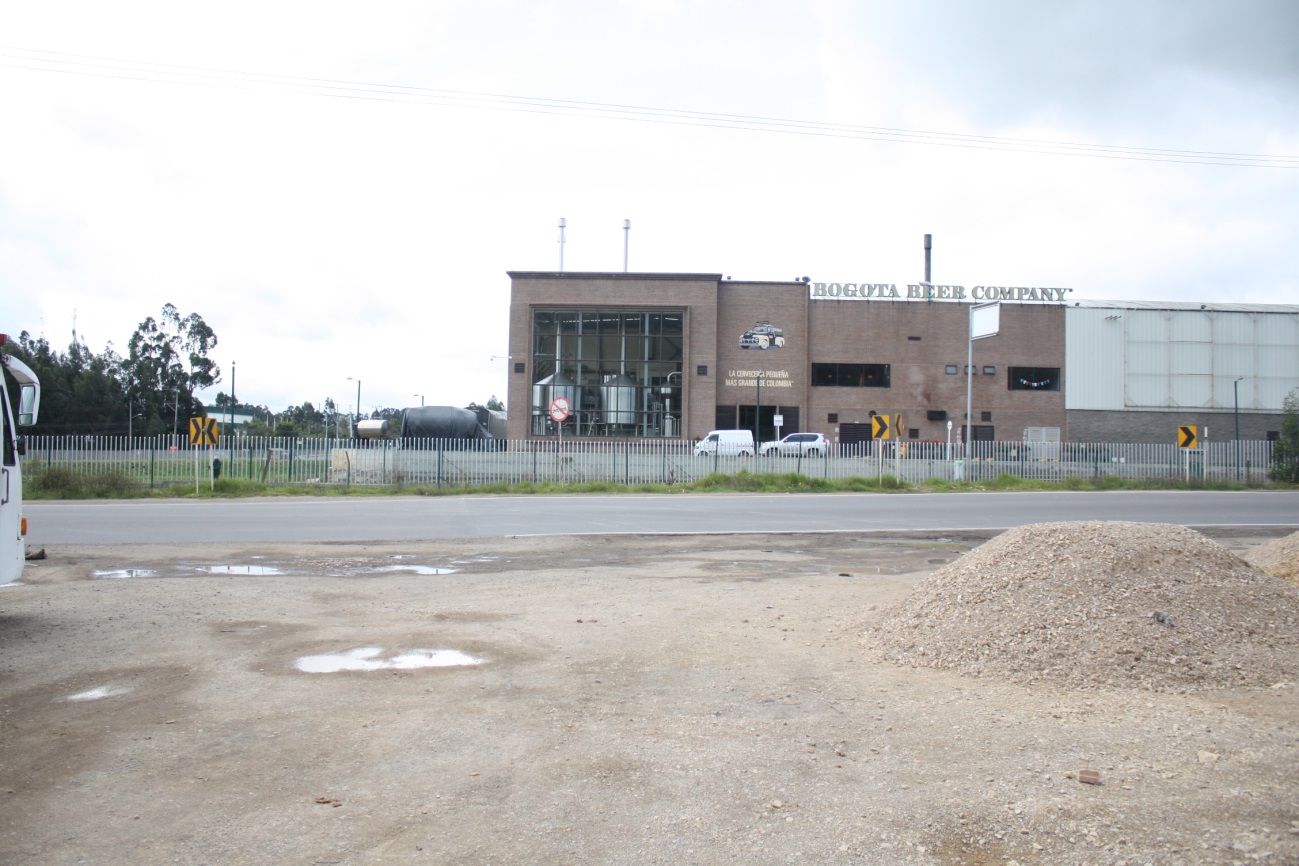 BOGOTA BEER COMPANY
LA CERVECERÍA PEQUEÑA
MÁS GRANDE DE COLOMBIA